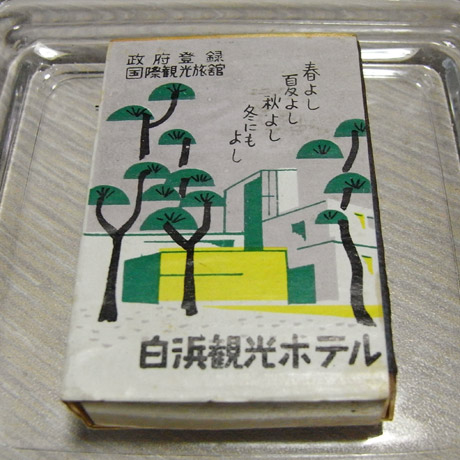 政府登録
国際観光旅館
春よし
夏よし
秋よし
冬にも
よし
白浜観光ホテル